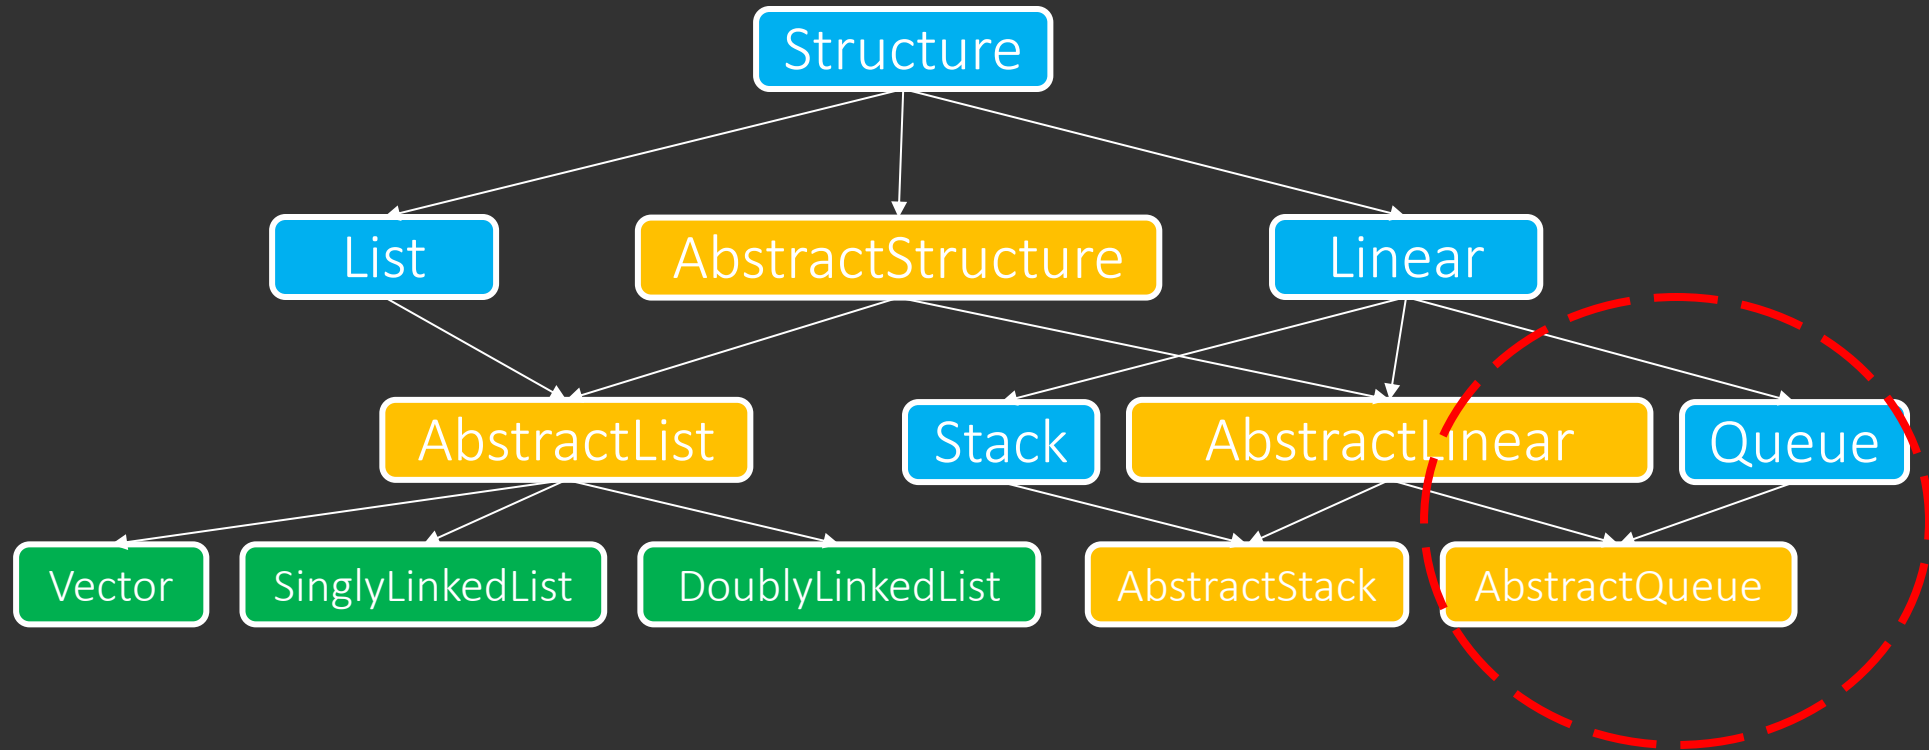 Structure
List
AbstractStructure
Linear
AbstractList
Stack
AbstractLinear
Queue
Vector
SinglyLinkedList
DoublyLinkedList
AbstractStack
AbstractQueue